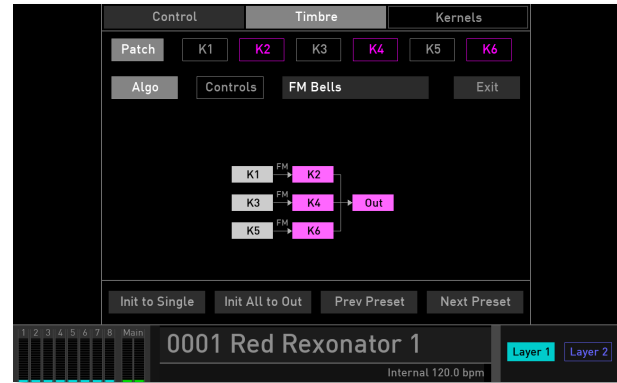 Control Timbre Kernels
Patch K1 K2 K3 K4 K5 K6
Algo Controls FM Bells Exit
K1 FM K2
K3 FM K4 Out
K5 FM K6
Init to Single Init All to Out Prev Preset Next Preset
1 2 3 4 5 6 7 8 Main
0001 Red Rexonator 1
Internal 120.0 bpm
Layer 1 Layer 2